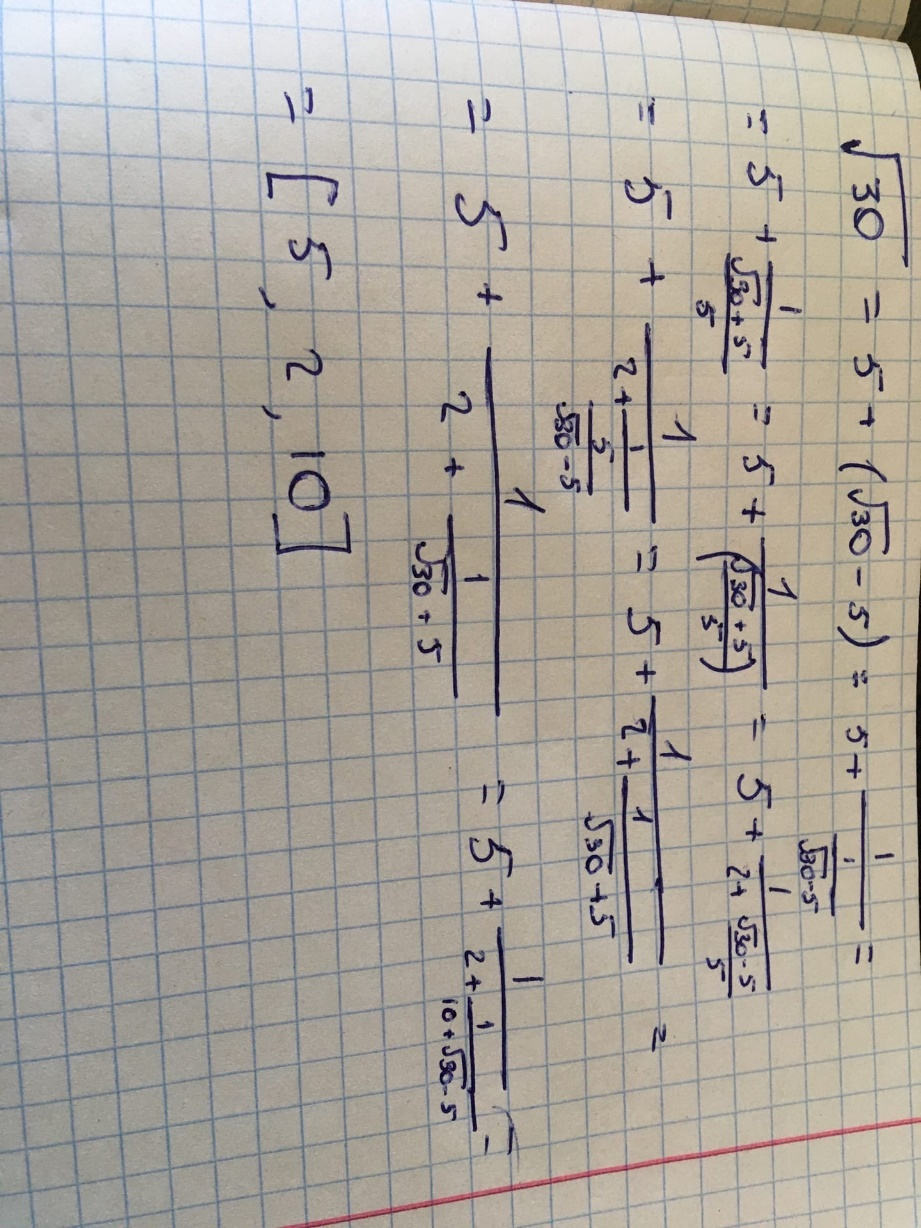 √30 = 5 + (√30 - 5) = 5 + 1/(1/(√30-5)) =
= 5 + 1/((√30+5)/5) = 5 + 1/((√30+5)/5) = 5 + 1/(2 + (√30-5)/5)
= 5 + 1/(2 + 1/(5/(√30-5))) = 5 + 1/(2 + 1/(√30+5)) =
= 5 + 1/(2 + 1/(√30+5)) = 5 + 1/(2 + 1/(10+√30-5)) =
= [5, 2, 10]